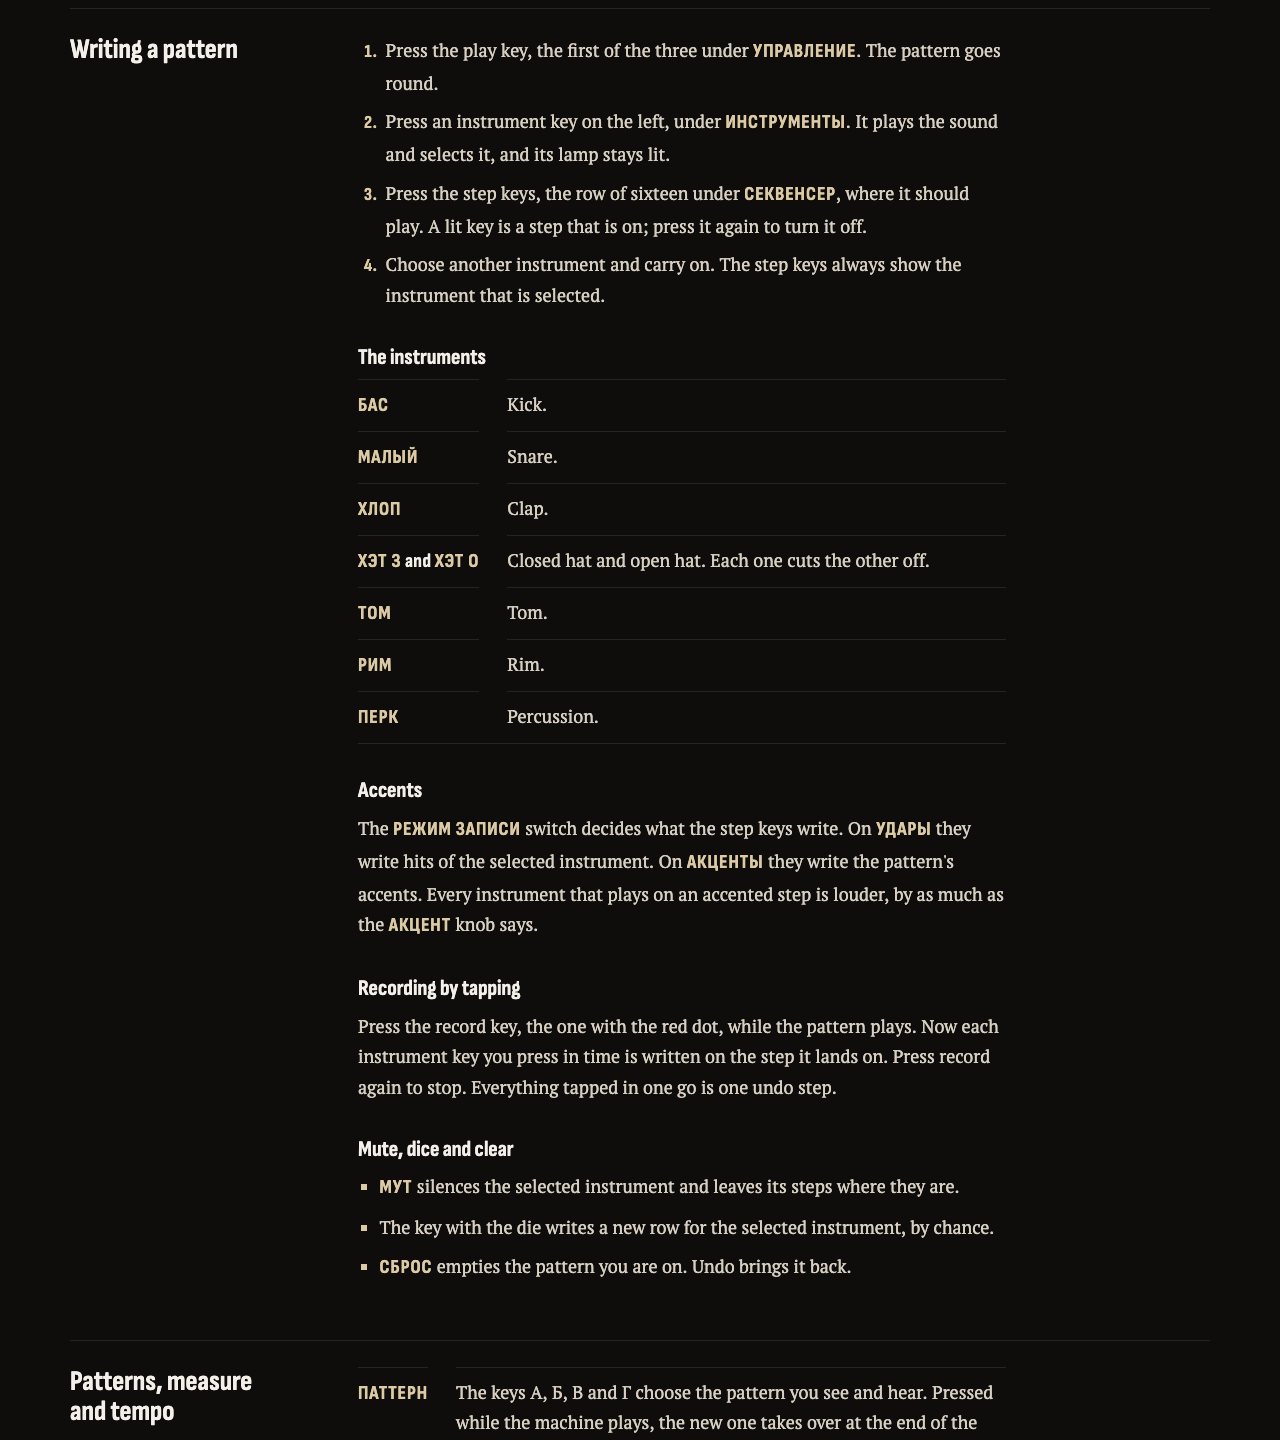 Writing a pattern
1. Press the play key, the first of the three under УПРАВЛЕНИЕ. The pattern goes
round.
2. Press an instrument key on the left, under ИНСТРУМЕНТЫ. It plays the sound
and selects it, and its lamp stays lit.
3. Press the step keys, the row of sixteen under СЕКВЕНСЕР, where it should
play. A lit key is a step that is on; press it again to turn it off.
4. Choose another instrument and carry on. The step keys always show the
instrument that is selected.
The instruments
БАС Kick.
МАЛЫЙ Snare.
ХЛОП Clap.
ХЭТ З and ХЭТ О Closed hat and open hat. Each one cuts the other off.
ТОМ Tom.
РИМ Rim.
ПЕРК Percussion.
Accents
The РЕЖИМ ЗАПИСИ switch decides what the step keys write. On УДАРЫ they
write hits of the selected instrument. On АКЦЕНТЫ they write the pattern's
accents. Every instrument that plays on an accented step is louder, by as much as
the АКЦЕНТ knob says.
Recording by tapping
Press the record key, the one with the red dot, while the pattern plays. Now each
instrument key you press in time is written on the step it lands on. Press record
again to stop. Everything tapped in one go is one undo step.
Mute, dice and clear
▪ МУТ silences the selected instrument and leaves its steps where they are.
▪ The key with the die writes a new row for the selected instrument, by chance.
▪ СБРОС empties the pattern you are on. Undo brings it back.
Patterns, measure
and tempo
ПАТТЕРН The keys А, Б, В and Г choose the pattern you see and hear. Pressed
while the machine plays, the new one takes over at the end of the